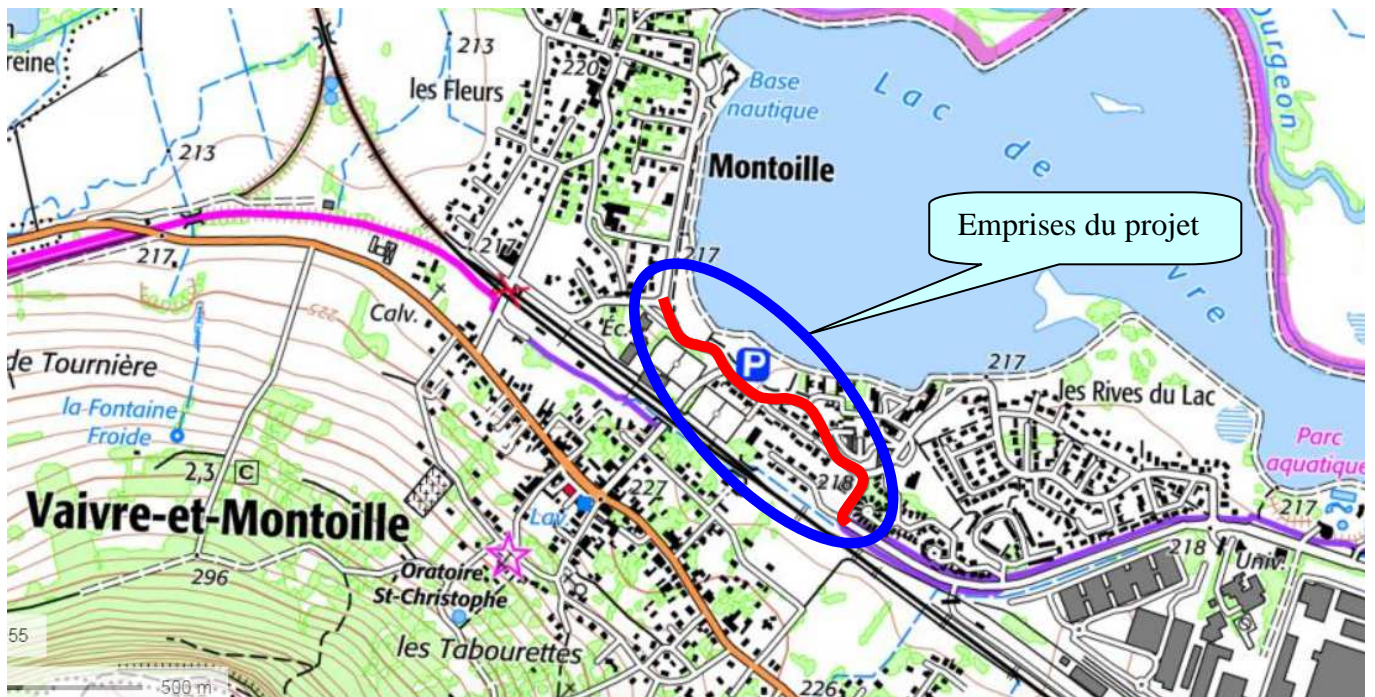 reine
213
les Fleurs
220
Base
nautique
Lac
de
Vaivre
ourgeon
213
Montoille
Emprises du projet
217
217
217
Calv.
225
Éc.
P
217
de Tournière
la Fontaine
Froide
les Rives du Lac
Parc
aquatique
2,3 C
218
227
Lav.
217
Vaivre-et-Montoille
218
Univ.
296
Oratoire
St-Christophe
les Tabourettes
55
500 m
226